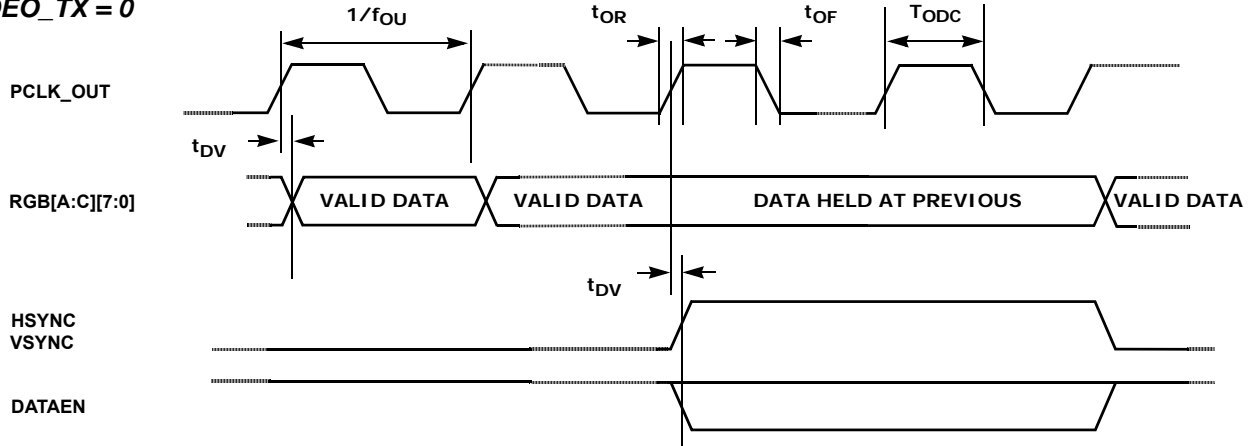 DEO_TX = 0
1/fOU
tOR
tOF
TODC
PCLK_OUT
tDV
RGB[A:C][7:0]
VALID DATA
VALID DATA
DATA HELD AT PREVIOUS
VALID DATA
tDV
HSYNC
VSYNC
DATAEN